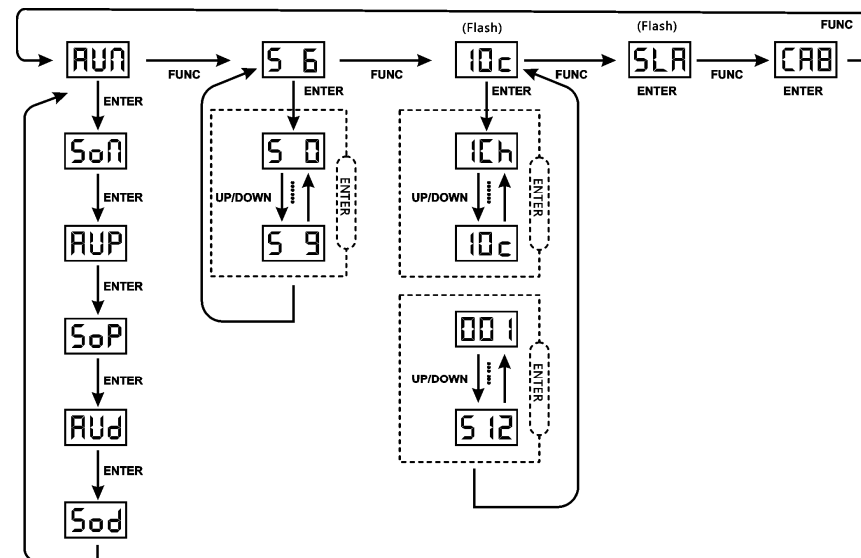 FUNC
(Flash)
(Flash)
AUN
FUNC
S 6
FUNC
10c
FUNC
SLA
FUNC
CAB
ENTER
ENTER
ENTER
ENTER
ENTER
SoN
S 0
1Ch
ENTER
UP/DOWN
ENTER
UP/DOWN
ENTER
AUP
S 9
10c
ENTER
SoP
001
ENTER
UP/DOWN
ENTER
AUd
S12
ENTER
Sod